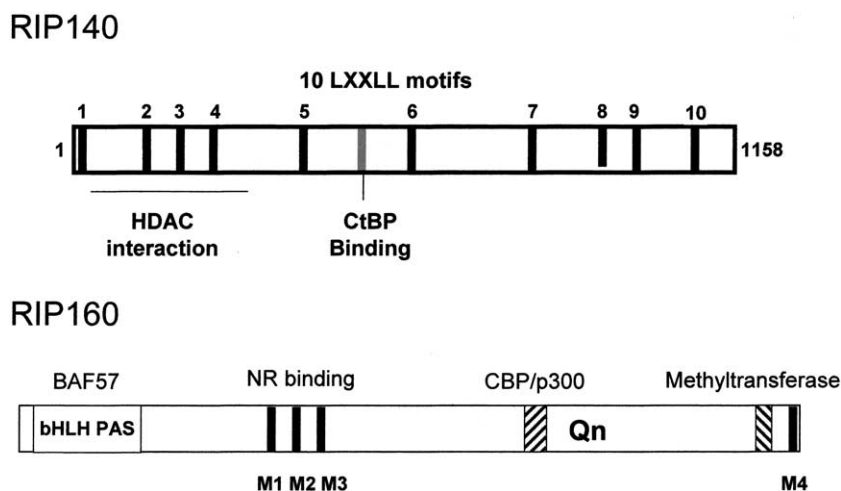 RIP140
10 LXXLL motifs
1 2 3 4 5 6 7 8 9 10
1 1158
HDAC
interaction
CtBP
Binding
RIP160
BAF57 NR binding CBP/p300 Methyltransferase
bHLH PAS Qn
M1 M2 M3 M4